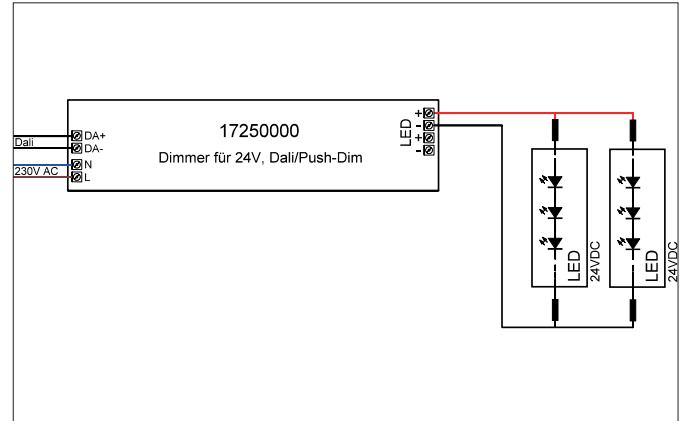 17250000
Dimmer für 24V, Dali/Push-Dim
Dali
DA+
DA-
230V AC
N
L
LED
+
-
+
-
LED
24VDC
LED
24VDC